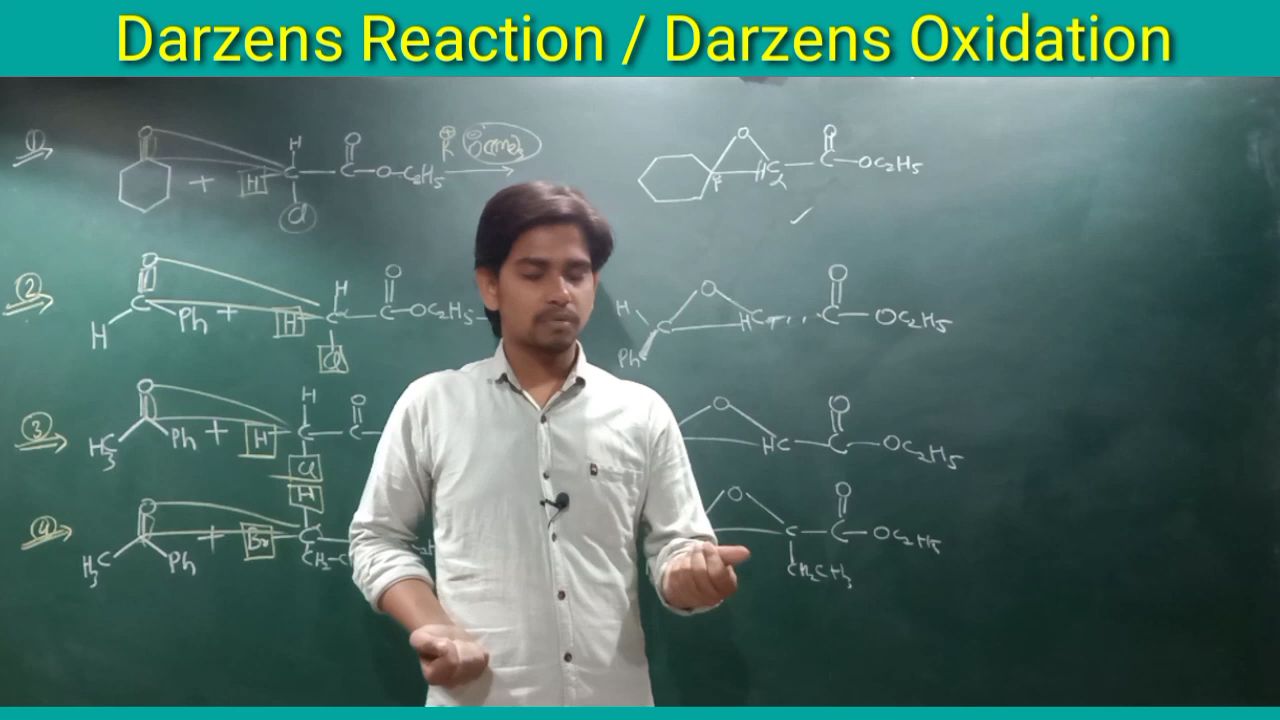 Darzens Reaction / Darzens Oxidation
① O + H H Cl C O C O-C₂H₅ K⊕ ⊖OCMe₃ O HC C O OC₂H₅
② O C H Ph + H H C Cl O C OC₂H₅ H C Ph O HC C O OC₂H₅
③ O H₃C Ph + H H C Cl O C O HC C O OC₂H₅
④ O H₃C Ph + Br H C CH₂ O C C O OC₂H₅ CH₂CH₃